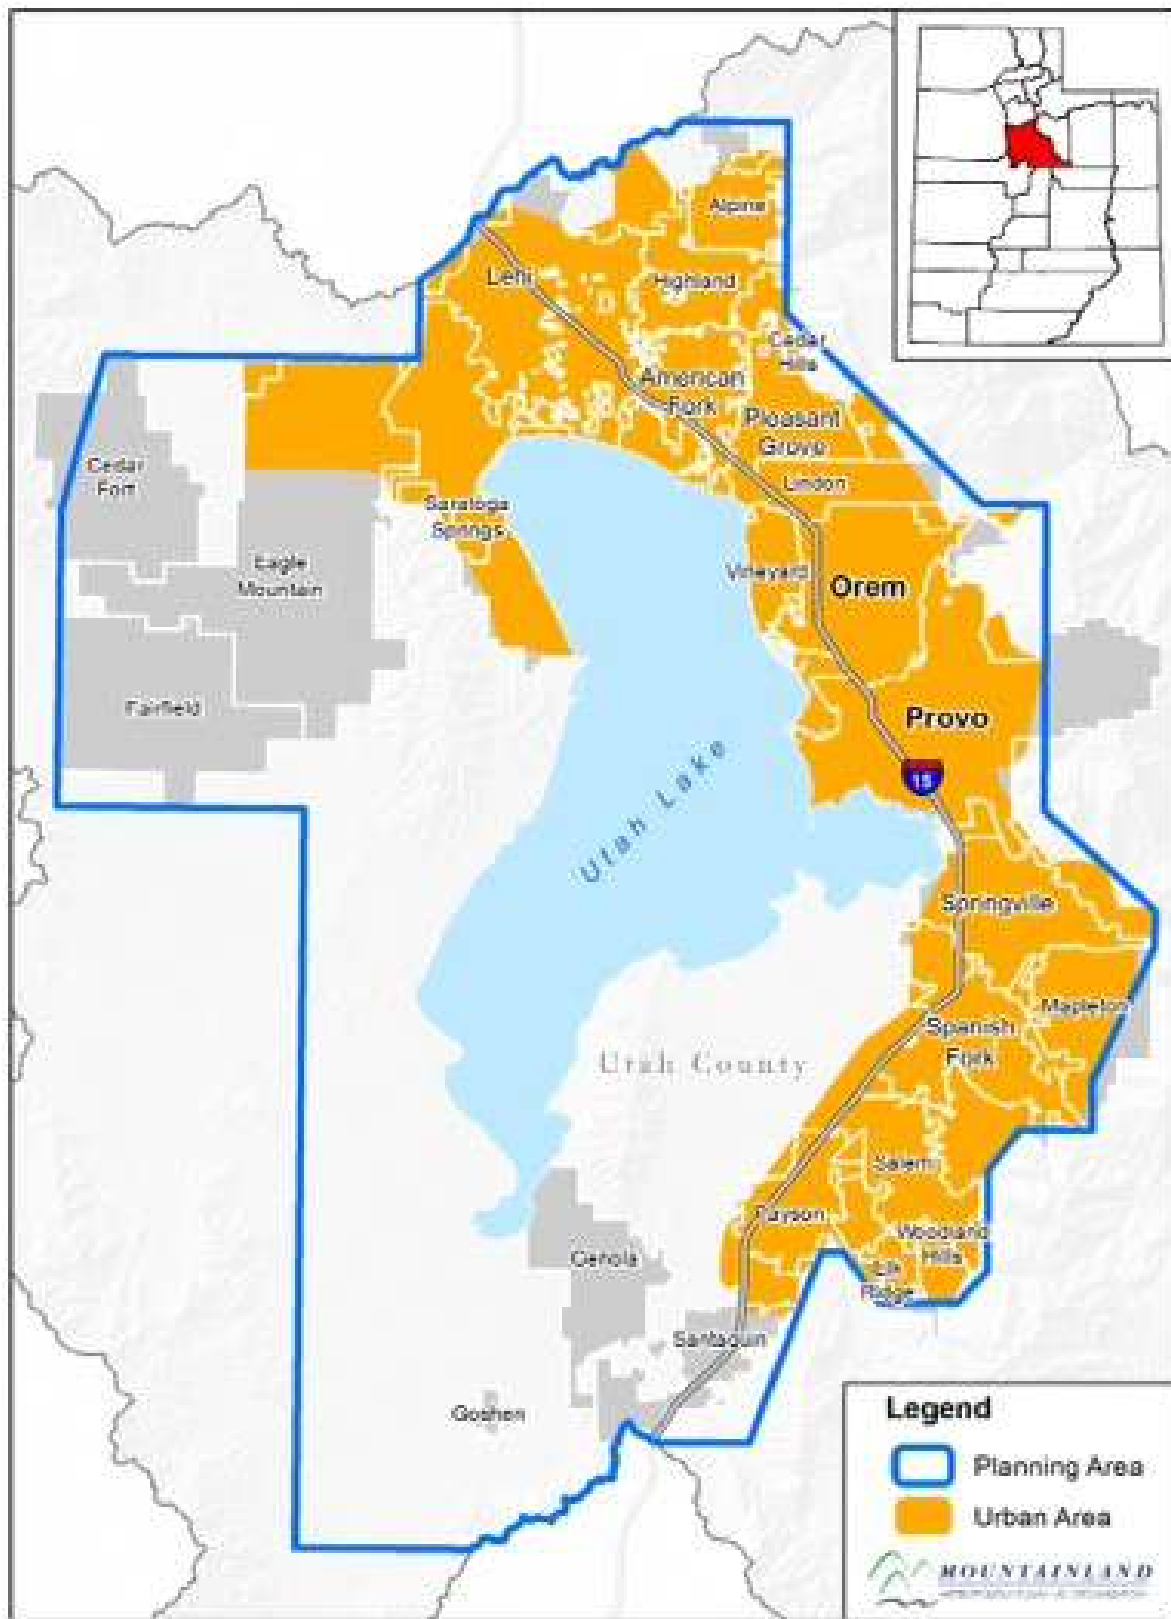 Alpine
Lehi
Highland
Cedar
Hills
American
Fork
Pleasant
Grove
Cedar
Fort
Lindon
Saratoga
Springs
Eagle
Mountain
Vineyard
Orem
Fairfield
Provo
Utah Lake
15
Springville
Mapleton
Spanish
Fork
Utah County
Salem
Payson
Woodland
Hills
Genola
Elk
Ridge
Santaquin
Goshen
Legend
Planning Area
Urban Area
MOUNTAINLAND